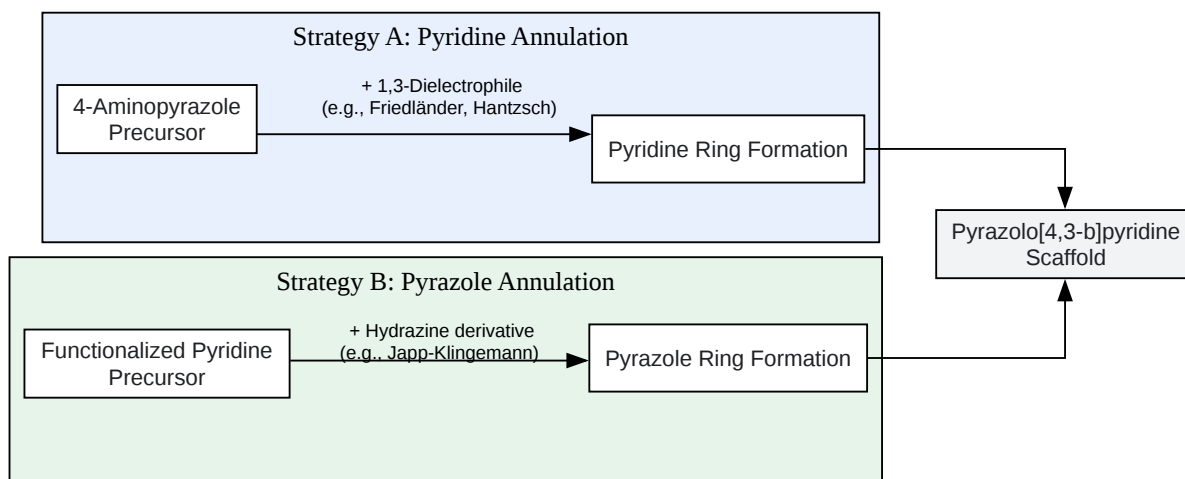 Strategy A: Pyridine Annulation
4-Aminopyrazole
Precursor
+ 1,3-Dielectrophile
(e.g., Friedländer, Hantzsch)
Pyridine Ring Formation
Pyrazolo[4,3-b]pyridine
Scaffold
Strategy B: Pyrazole Annulation
Functionalized Pyridine
Precursor
+ Hydrazine derivative
(e.g., Japp-Klingemann)
Pyrazole Ring Formation